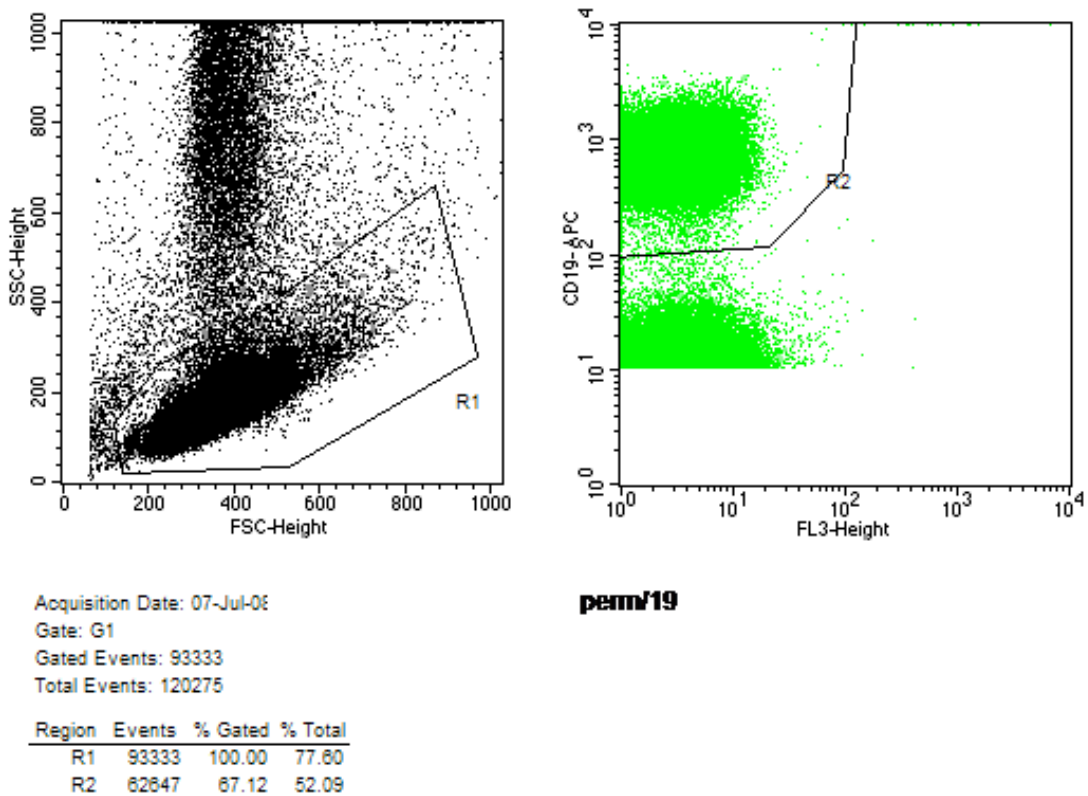 1000
800
600
400
200
0
SSC-Height
R1
0 200 400 600 800 1000
FSC-Height
10^4
10^3
10^2
10^1
10^0
CD19-APC
R2
10^0 10^1 10^2 10^3 10^4
FL3-Height
Acquisition Date: 07-Jul-08
Gate: G1
Gated Events: 93333
Total Events: 120275
perm/19
Region Events % Gated % Total
R1 93333 100.00 77.60
R2 62647 67.12 52.09